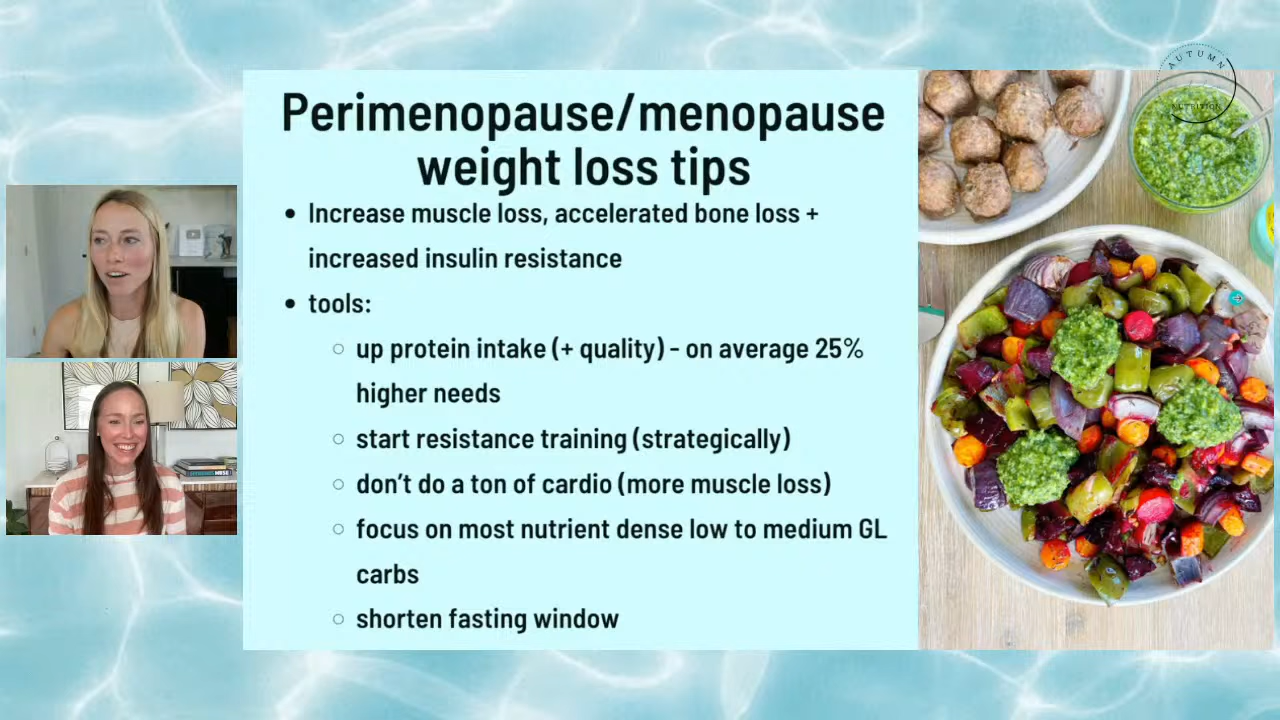 AUTUMN
NUTRITION
Perimenopause/menopause
weight loss tips
Increase muscle loss, accelerated bone loss +
increased insulin resistance
tools:
up protein intake (+ quality) - on average 25%
higher needs
start resistance training (strategically)
don't do a ton of cardio (more muscle loss)
focus on most nutrient dense low to medium GL
carbs
shorten fasting window